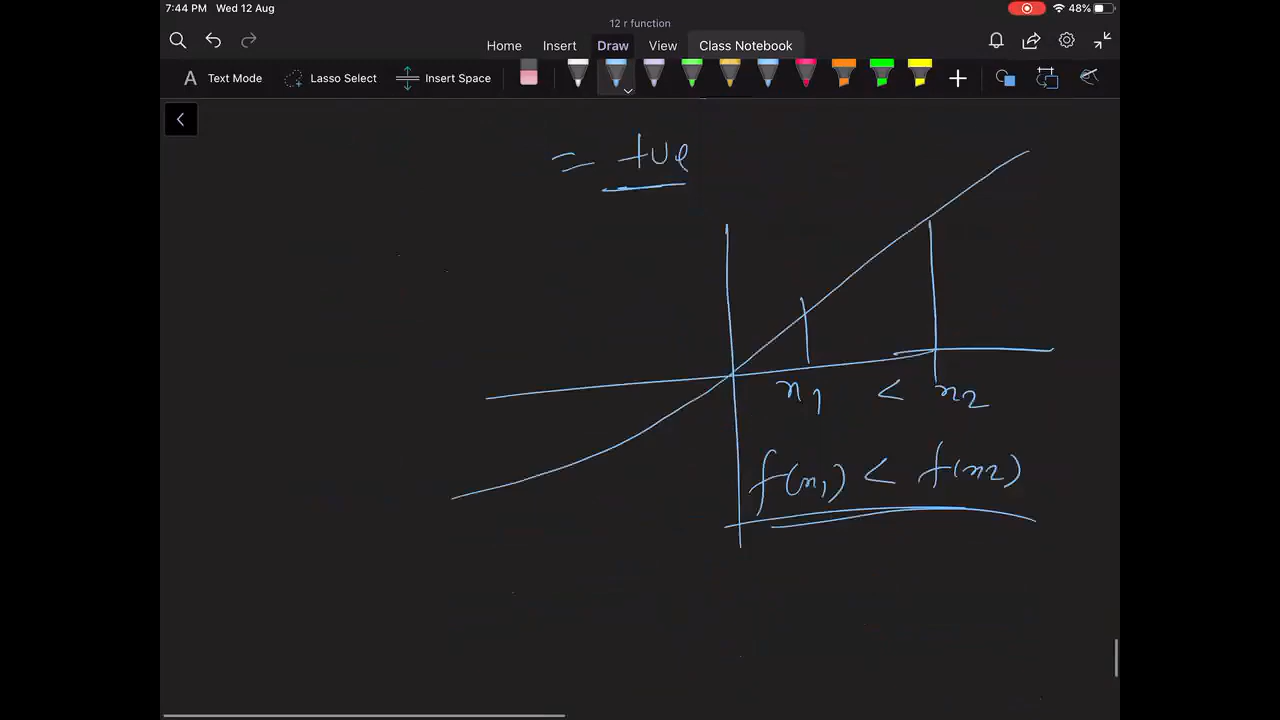 7:44 PM Wed 12 Aug
48%
12 r function
Home Insert Draw View Class Notebook
Text Mode Lasso Select Insert Space
= +ve
x1 < x2
f(x1) < f(x2)